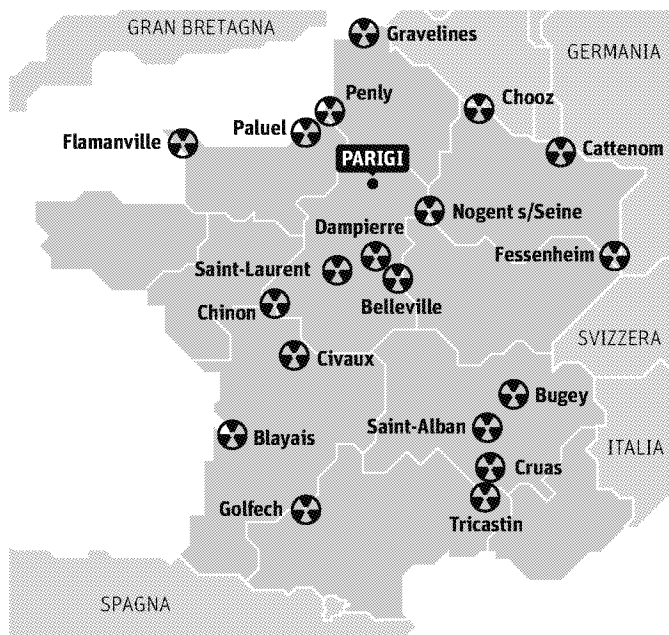 GRAN BRETAGNA
Gravelines
GERMANIA
Penly
Chooz
Paluel
Flamanville
Cattenom
PARIGI
Nogent s/Seine
Dampierre
Fessenheim
Saint-Laurent
Belleville
Chinon
SVIZZERA
Civaux
Bugey
Saint-Alban
Blayais
ITALIA
Cruas
Golfech
Tricastin
SPAGNA